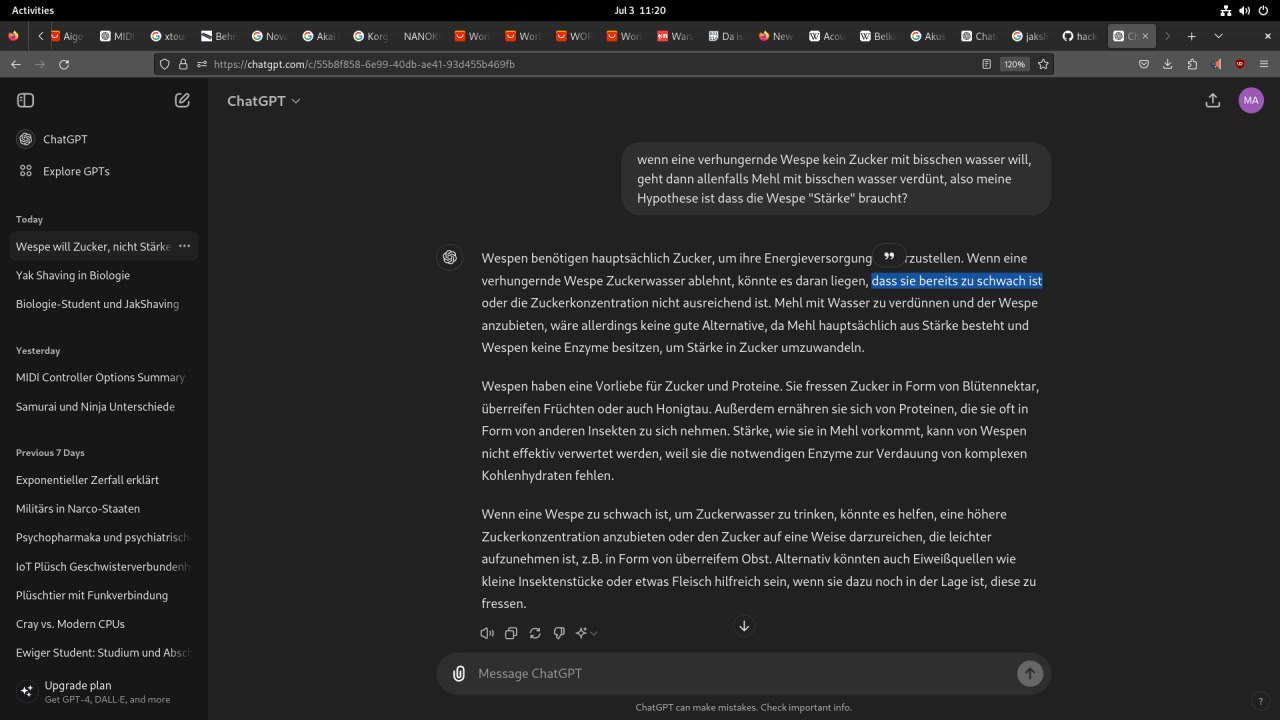 Activities
Jul 3 11:20
Aigo
MIDI
xtou
Behr
Nova
Akai
Korg
NANOK
Worl
Worl
WOR
Worl
Wari
Da is
New
Acou
Belk
Akus
Chat
jaksh
hack
Ch
https://chatgpt.com/c/55b8f858-6e99-40db-ae41-93d455b469fb
120%
ChatGPT
MA
ChatGPT
Explore GPTs
Today
Wespe will Zucker, nicht Stärke
Yak Shaving in Biologie
Biologie-Student und JakShaving
Yesterday
MIDI Controller Options Summary
Samurai und Ninja Unterschiede
Previous 7 Days
Exponentieller Zerfall erklärt
Militärs in Narco-Staaten
Psychopharmaka und psychiatrisch
IoT Plüsch Geschwisterverbundenh
Plüschtier mit Funkverbindung
Cray vs. Modern CPUs
Ewiger Student: Studium und Absc
Upgrade plan
Get GPT-4, DALL·E, and more
wenn eine verhungernde Wespe kein Zucker mit bisschen wasser will,
geht dann allenfalls Mehl mit bisschen wasser verdünt, also meine
Hypothese ist dass die Wespe "Stärke" braucht?
Wespen benötigen hauptsächlich Zucker, um ihre Energieversorgung rzustellen. Wenn eine
verhungernde Wespe Zuckerwasser ablehnt, könnte es daran liegen, dass sie bereits zu schwach ist
oder die Zuckerkonzentration nicht ausreichend ist. Mehl mit Wasser zu verdünnen und der Wespe
anzubieten, wäre allerdings keine gute Alternative, da Mehl hauptsächlich aus Stärke besteht und
Wespen keine Enzyme besitzen, um Stärke in Zucker umzuwandeln.
Wespen haben eine Vorliebe für Zucker und Proteine. Sie fressen Zucker in Form von Blütennektar,
überreifen Früchten oder auch Honigtau. Außerdem ernähren sie sich von Proteinen, die sie oft in
Form von anderen Insekten zu sich nehmen. Stärke, wie sie in Mehl vorkommt, kann von Wespen
nicht effektiv verwertet werden, weil sie die notwendigen Enzyme zur Verdauung von komplexen
Kohlenhydraten fehlen.
Wenn eine Wespe zu schwach ist, um Zuckerwasser zu trinken, könnte es helfen, eine höhere
Zuckerkonzentration anzubieten oder den Zucker auf eine Weise darzureichen, die leichter
aufzunehmen ist, z.B. in Form von überreifem Obst. Alternativ könnten auch Eiweißquellen wie
kleine Insektenstücke oder etwas Fleisch hilfreich sein, wenn sie dazu noch in der Lage ist, diese zu
fressen.
Message ChatGPT
ChatGPT can make mistakes. Check important info.
?